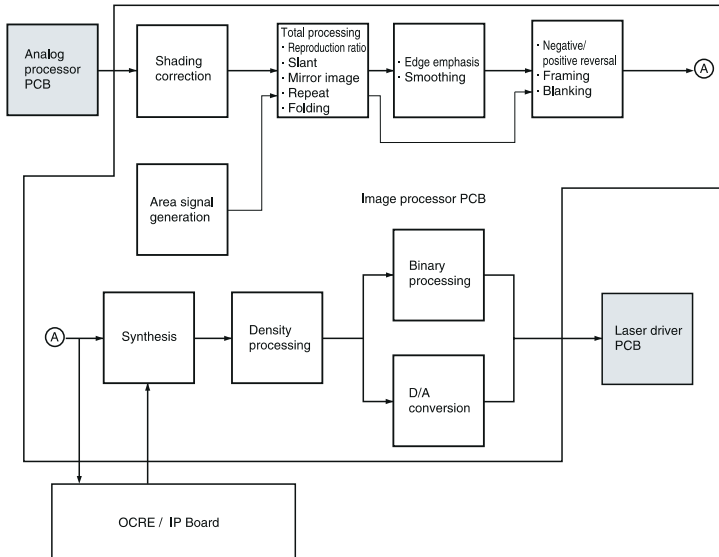 Analog
processor
PCB
Shading
correction
Total processing
· Reproduction ratio
· Slant
· Mirror image
· Repeat
· Folding
· Edge emphasis
· Smoothing
· Negative/
positive reversal
· Framing
· Blanking
A
Area signal
generation
Image processor PCB
A
Synthesis
Density
processing
Binary
processing
D/A
conversion
Laser driver
PCB
OCRE / IP Board